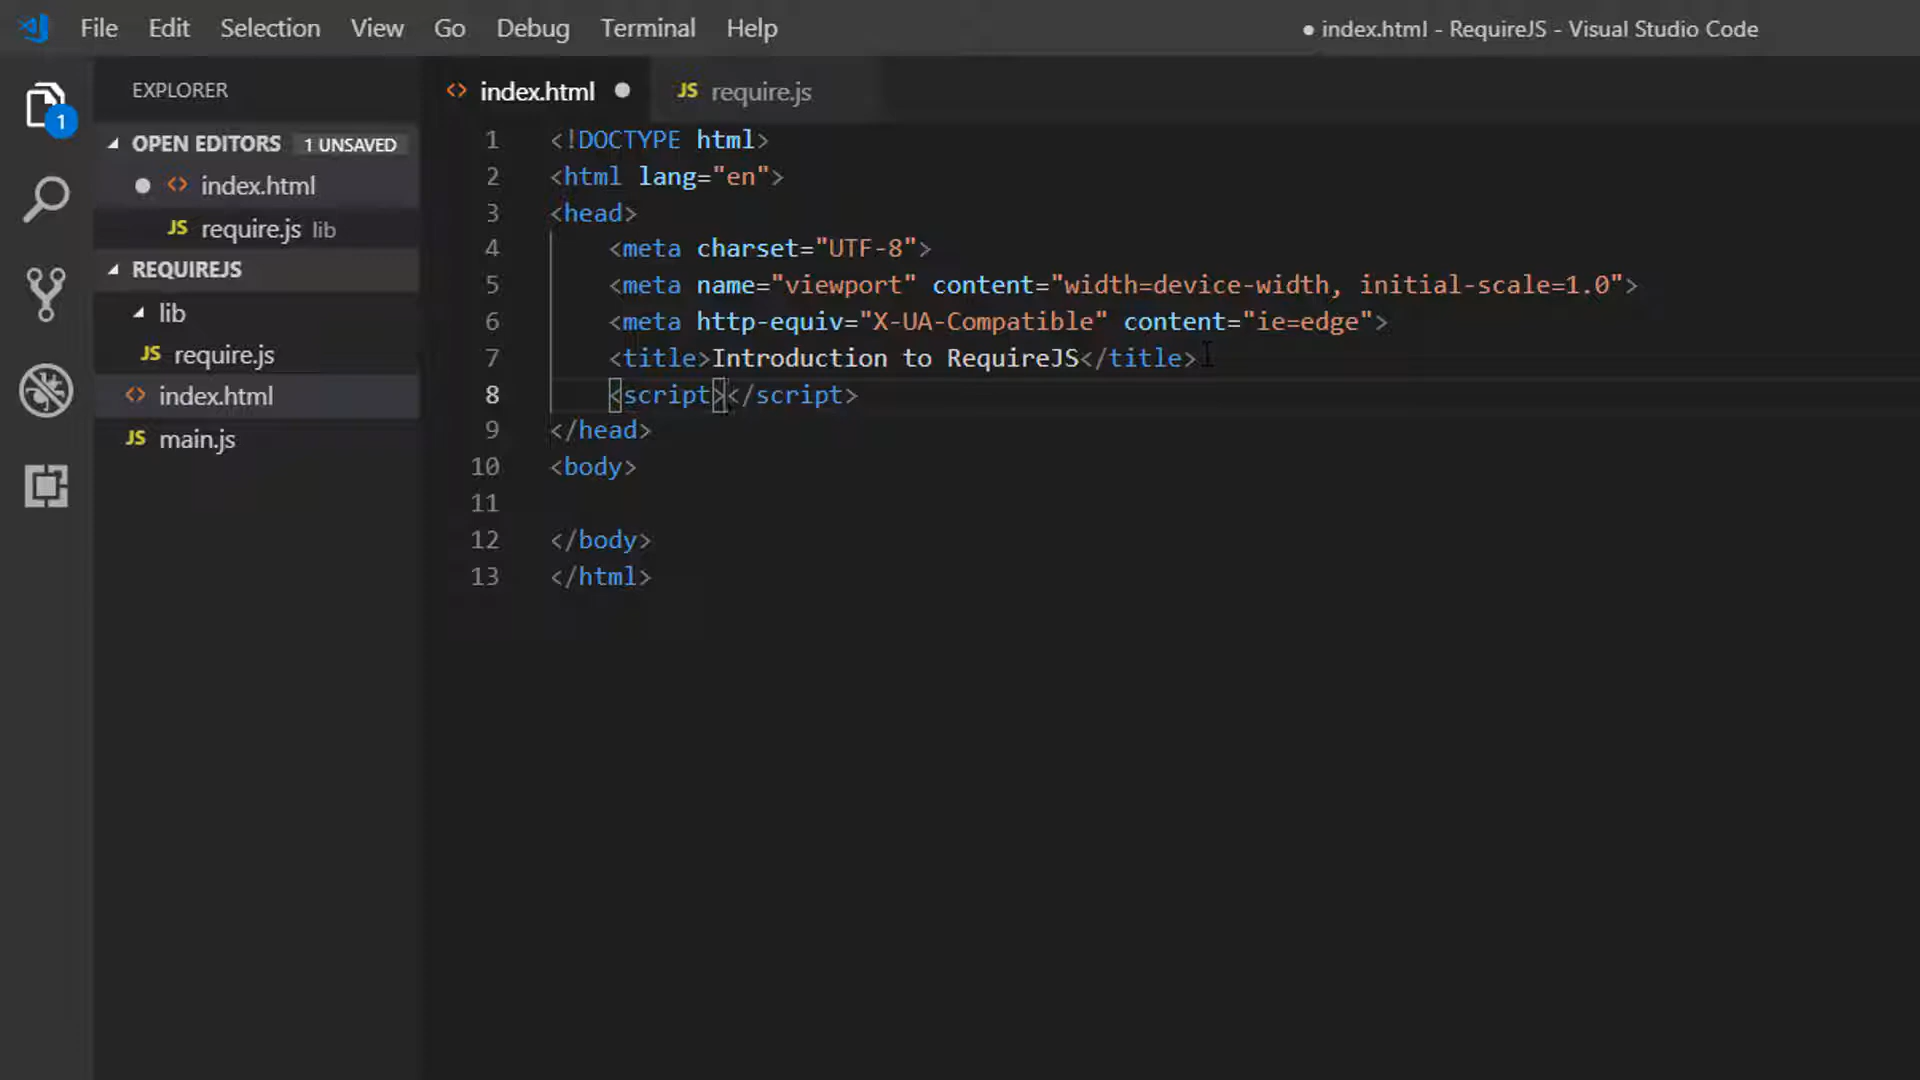 File Edit Selection View Go Debug Terminal Help
● index.html - RequireJS - Visual Studio Code
1
EXPLORER
OPEN EDITORS 1 UNSAVED
index.html
JS require.js lib
REQUIREJS
lib
JS require.js
index.html
JS main.js
<> index.html ●
JS require.js
1 <!DOCTYPE html>
2 <html lang="en">
3 <head>
4 <meta charset="UTF-8">
5 <meta name="viewport" content="width=device-width, initial-scale=1.0">
6 <meta http-equiv="X-UA-Compatible" content="ie=edge">
7 <title>Introduction to RequireJS</title>
8 <script></script>
9 </head>
10 <body>
11
12 </body>
13 </html>